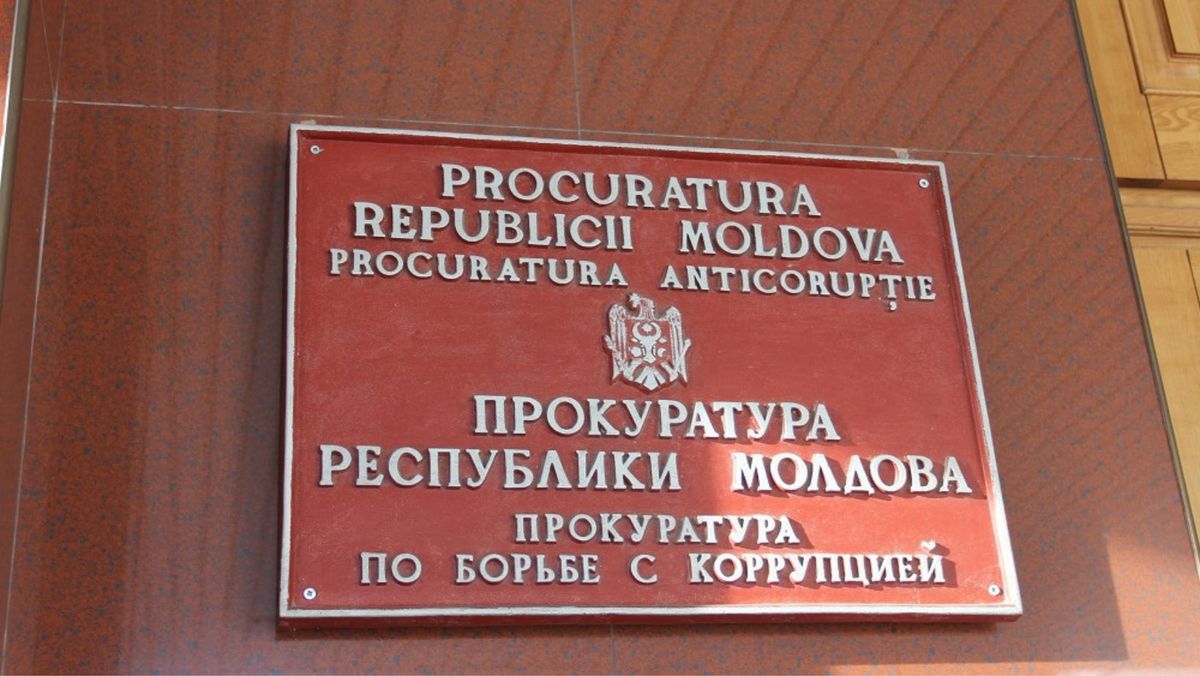 PROCURATURA
REPUBLICII MOLDOVA
PROCURATURA ANTICORUPȚIE
ПРОКУРАТУРА
РЕСПУБЛИКИ МОЛДОВА
ПРОКУРАТУРА
ПО БОРЬБЕ С КОРРУПЦИЕЙ